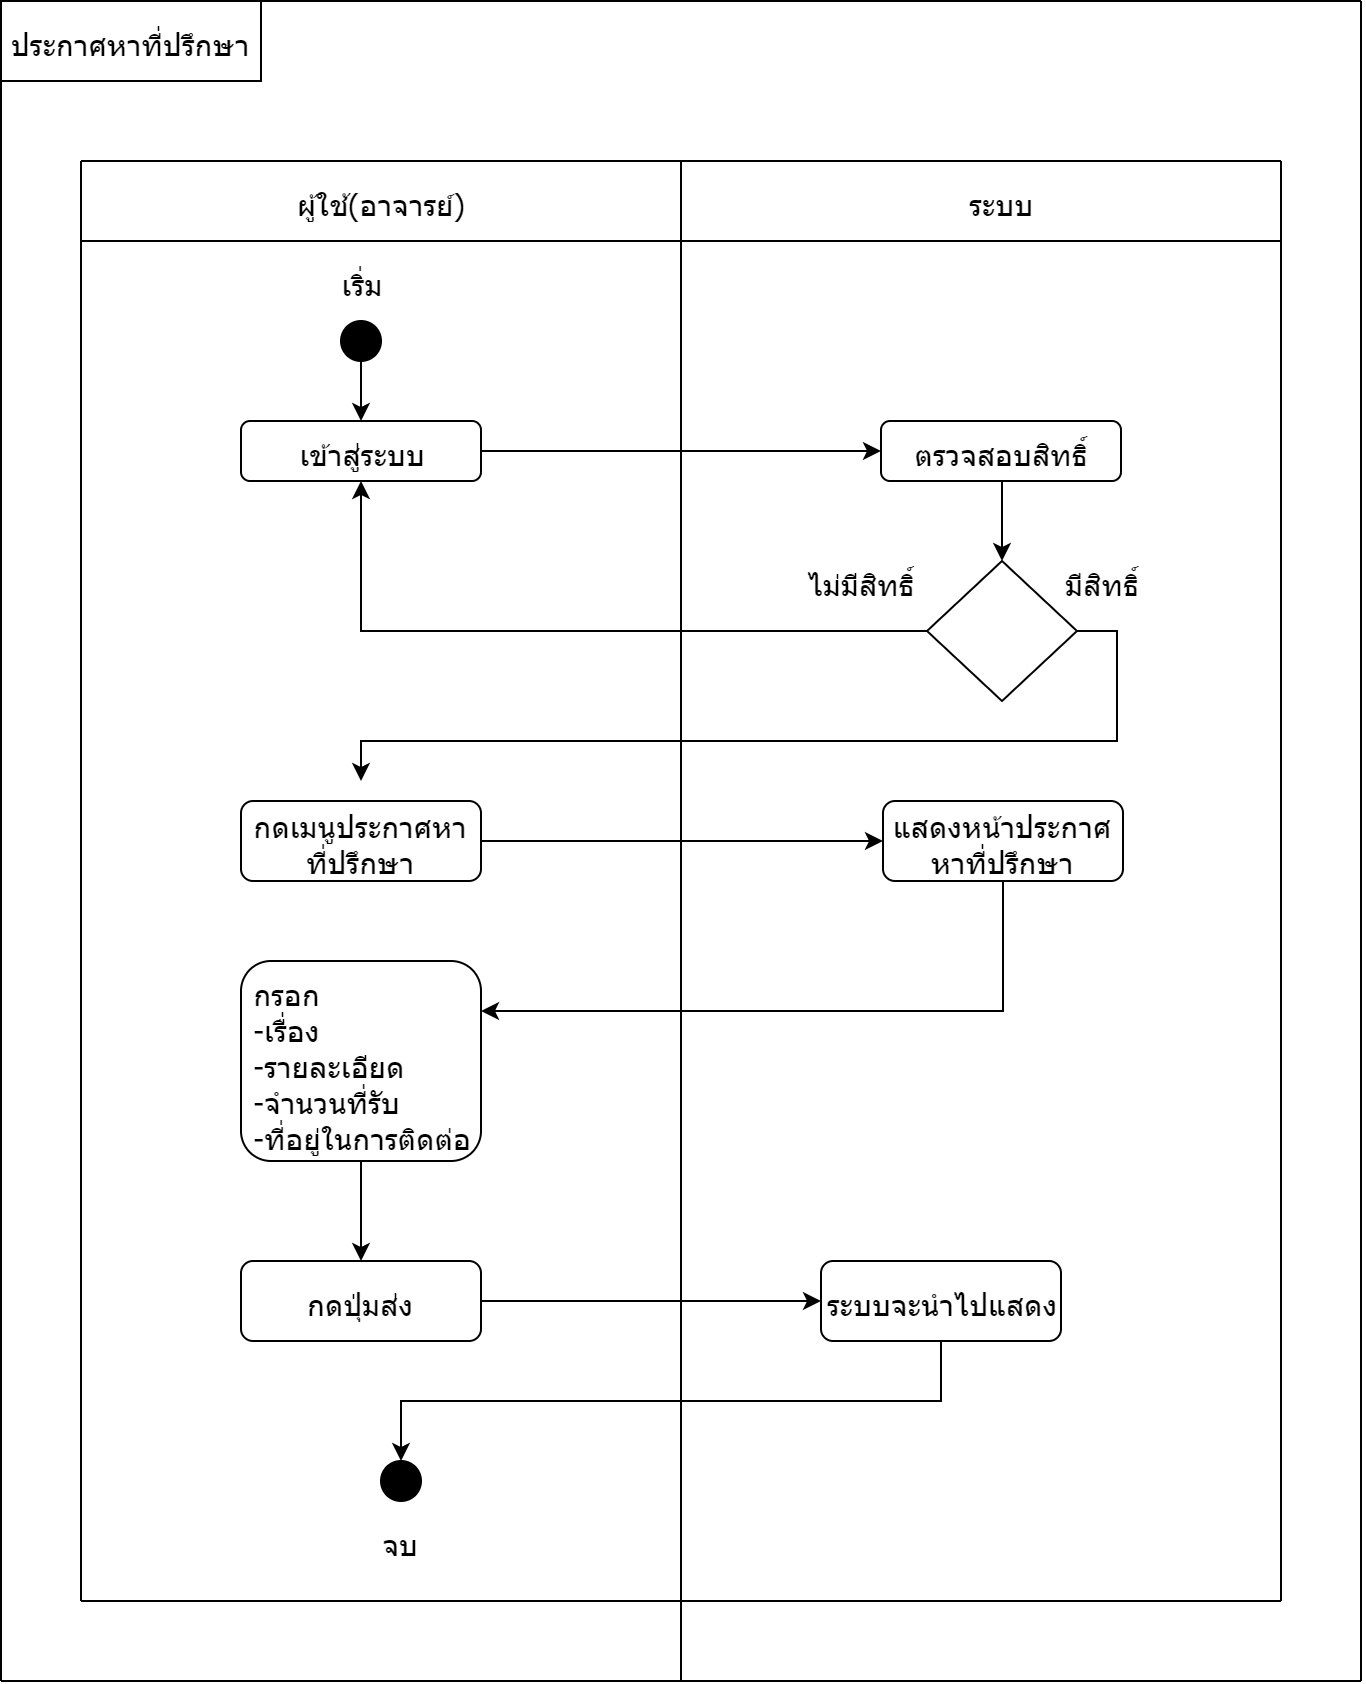 ประกาศหาที่ปรึกษา
ผู้ใช้(อาจารย์)
ระบบ
เริ่ม
เข้าสู่ระบบ
ตรวจสอบสิทธิ์
ไม่มีสิทธิ์
มีสิทธิ์
กดเมนูประกาศหา
ที่ปรึกษา
แสดงหน้าประกาศ
หาที่ปรึกษา
กรอก
-เรื่อง
-รายละเอียด
-จำนวนที่รับ
-ที่อยู่ในการติดต่อ
กดปุ่มส่ง
ระบบจะนำไปแสดง
จบ